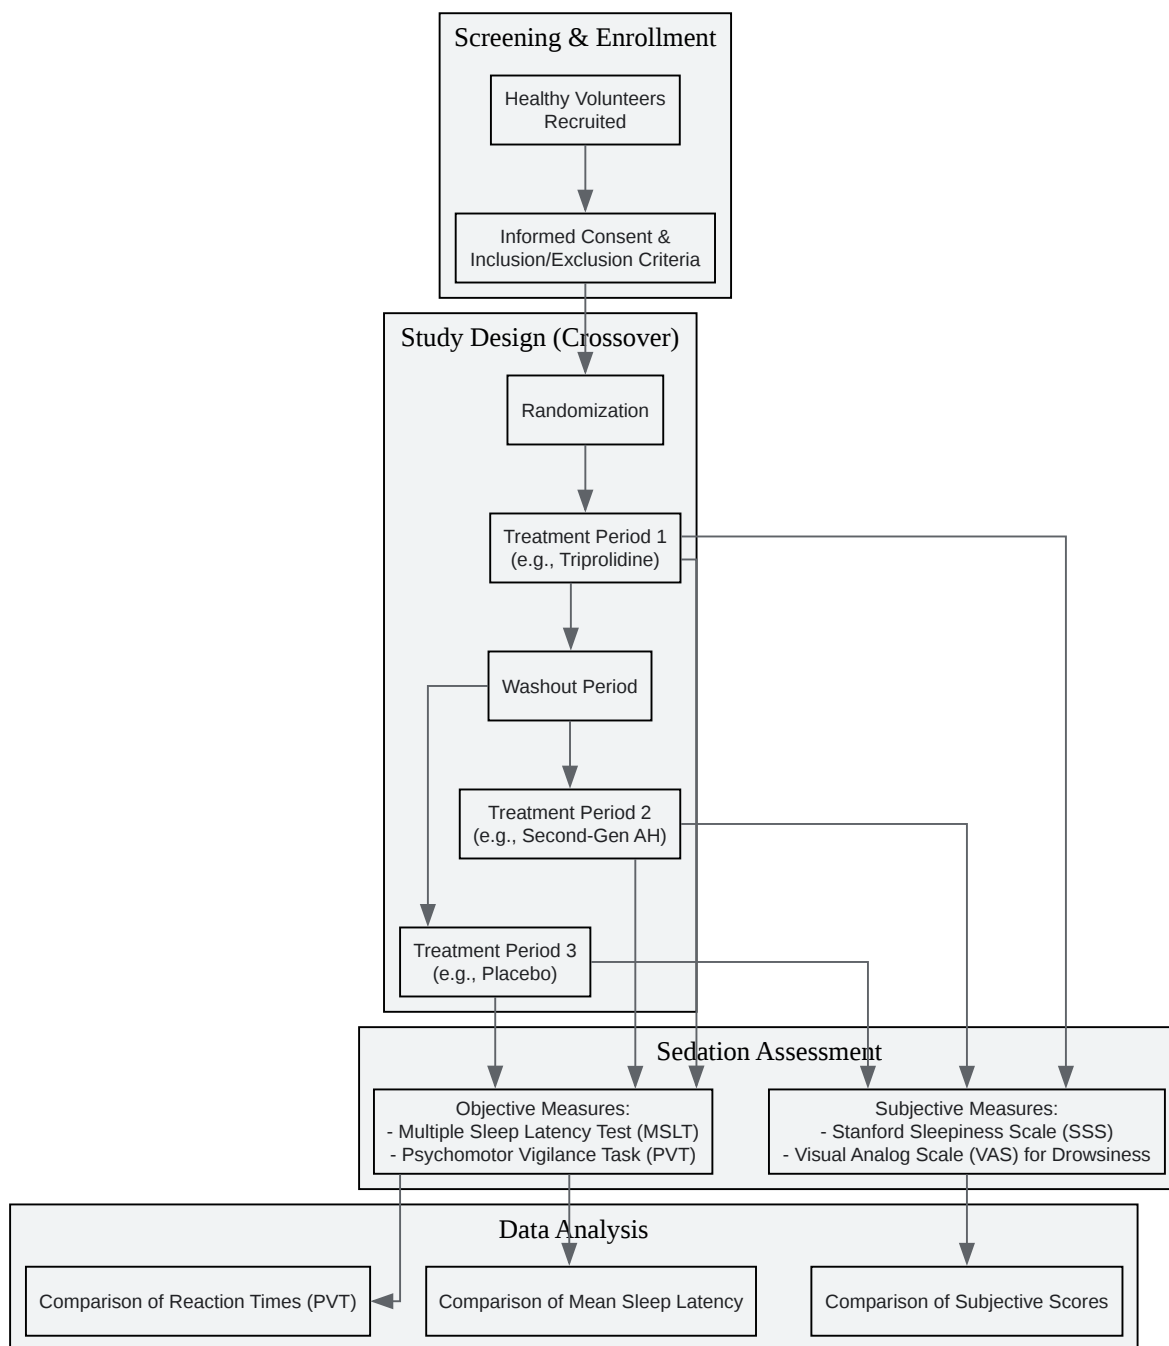 Screening & Enrollment
Healthy Volunteers
Recruited
Informed Consent &
Inclusion/Exclusion Criteria
Study Design (Crossover)
Randomization
Treatment Period 1
(e.g., Triprolidine)
Washout Period
Treatment Period 2
(e.g., Second-Gen AH)
Treatment Period 3
(e.g., Placebo)
Sedation Assessment
Objective Measures:
- Multiple Sleep Latency Test (MSLT)
- Psychomotor Vigilance Task (PVT)
Subjective Measures:
- Stanford Sleepiness Scale (SSS)
- Visual Analog Scale (VAS) for Drowsiness
Data Analysis
Comparison of Reaction Times (PVT)
Comparison of Mean Sleep Latency
Comparison of Subjective Scores